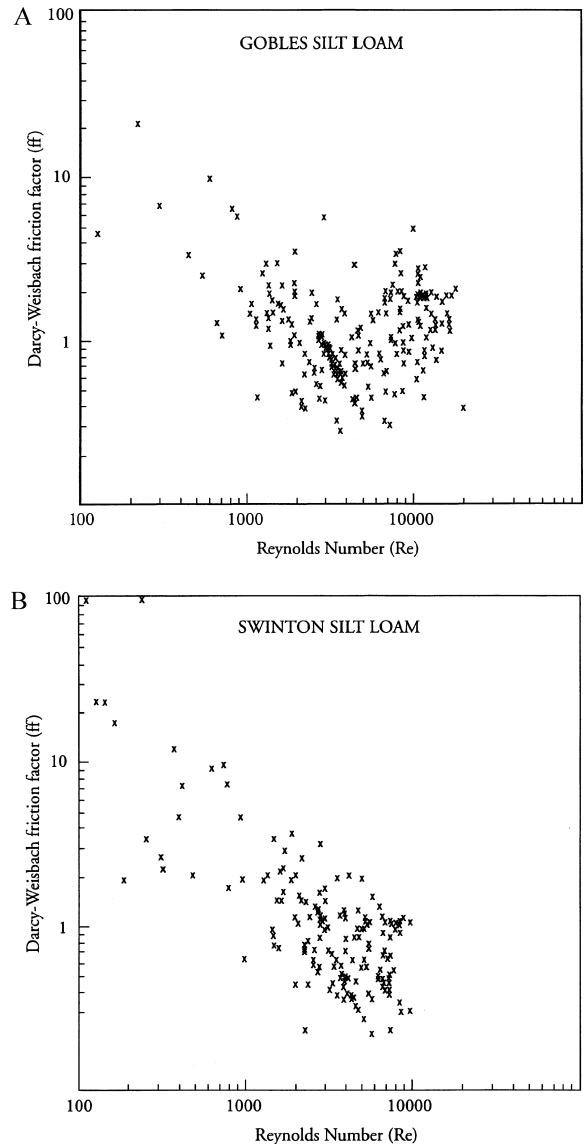 A
100
GOBLES SILT LOAM
Darcy-Weisbach friction factor (ff)
10
1
100
1000
10000
Reynolds Number (Re)
B
100
SWINTON SILT LOAM
Darcy-Weisbach friction factor (ff)
10
1
100
1000
10000
Reynolds Number (Re)